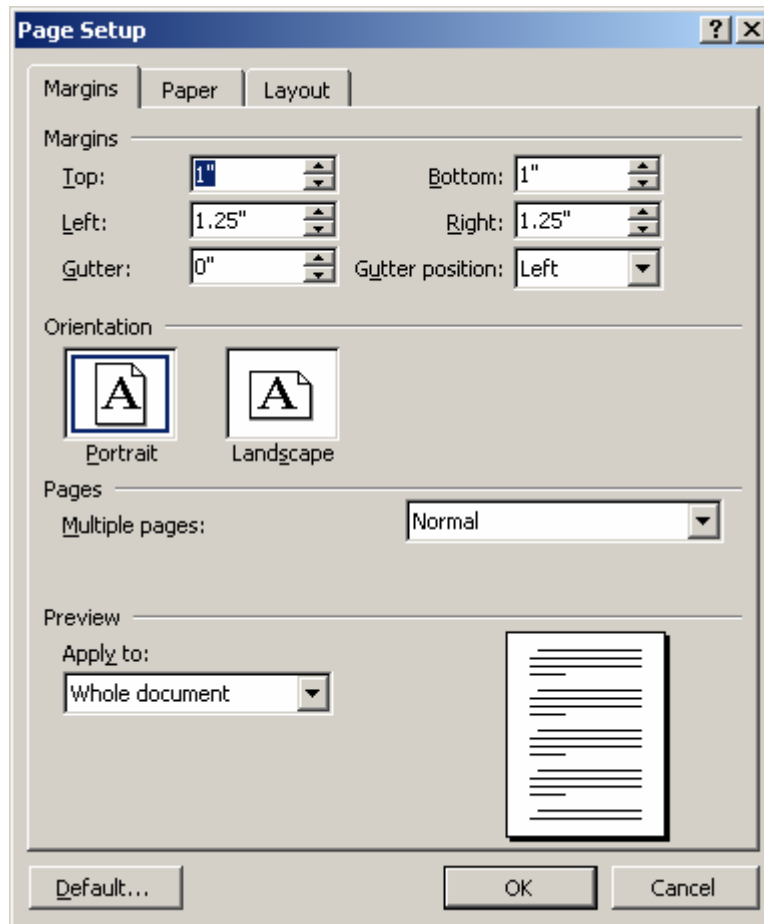 Page Setup
Margins Paper Layout
Margins
Top: 1" Bottom: 1"
Left: 1.25" Right: 1.25"
Gutter: 0" Gutter position: Left
Orientation
A A
Portrait Landscape
Pages
Multiple pages: Normal
Preview
Apply to:
Whole document
Default... OK Cancel